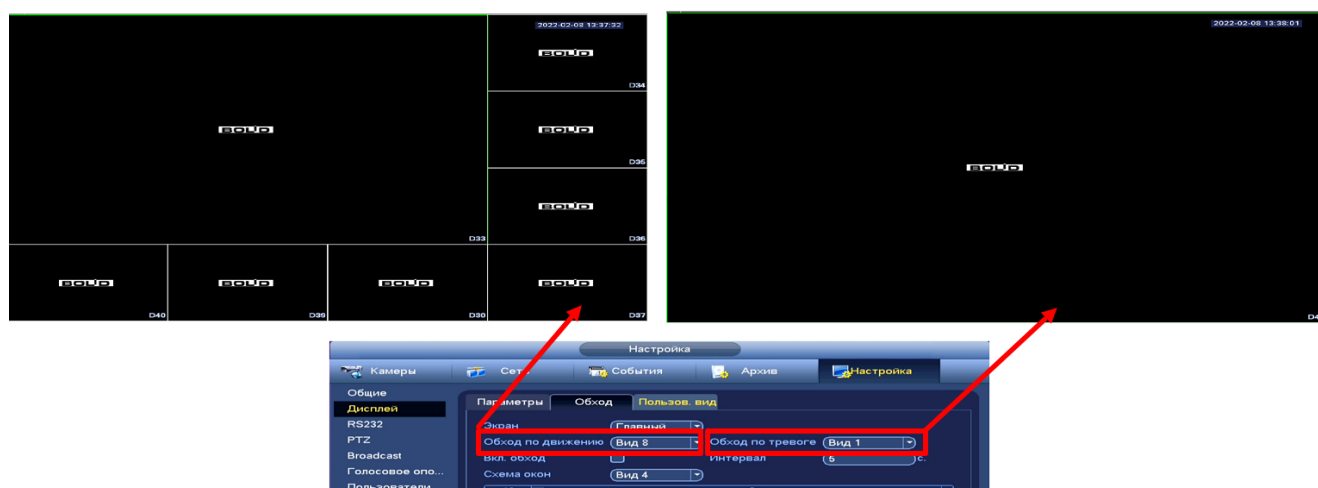 2022-02-08 13:37:32
BOLID
D34
BOLID
BOLID
D35
BOLID
D33
D36
BOLID
BOLID
BOLID
BOLID
D40
D39
D37
2022-02-08 13:38:01
BOLID
Настройка
Камеры
События
Архив
Настройка
Общие
Дисплей
RS232
PTZ
Broadcast
Голосовое опо...
Пользователи
Параметры
Обход
Пользов. вид
Экран
Главный
Обход по движению
Вид 8
Обход по тревоге
Вид 1
Вкл. обход
Интервал
5
с.
Схема окон
Вид 4